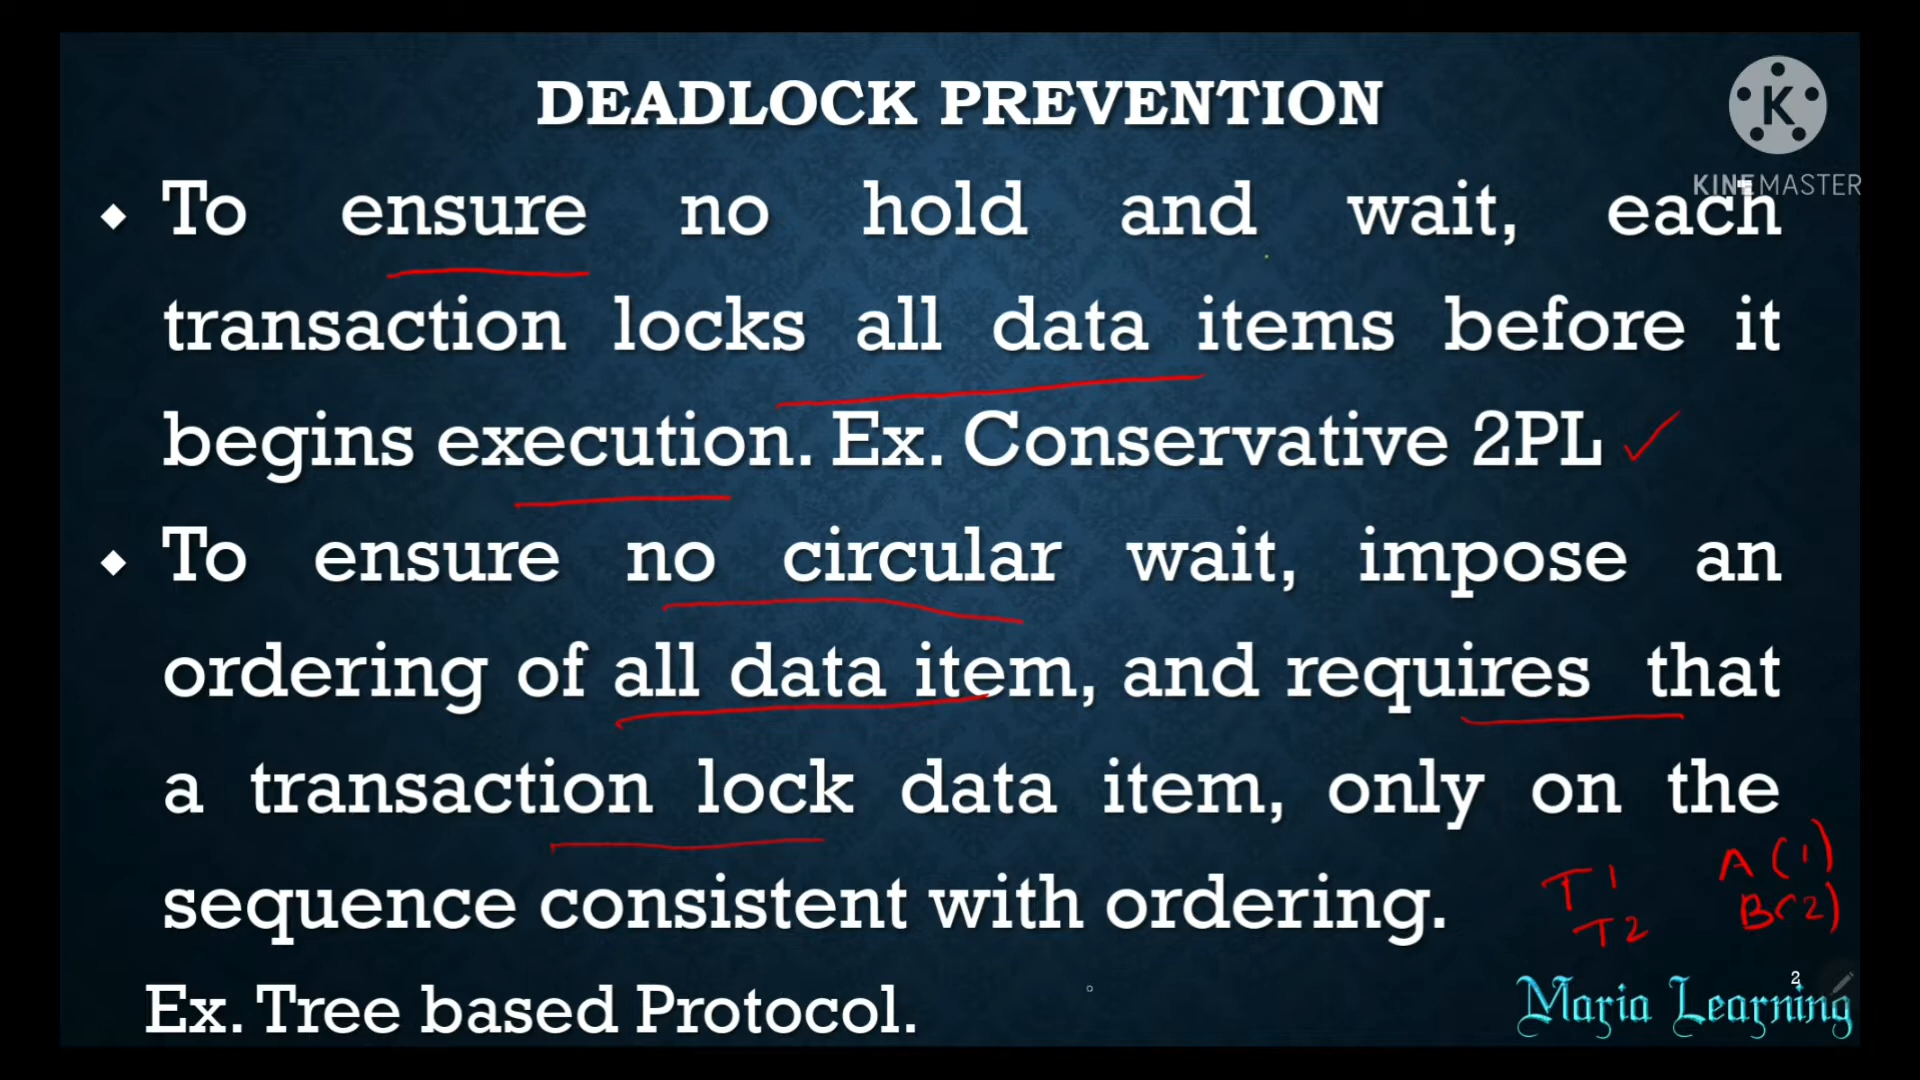 DEADLOCK PREVENTION
K
KINEMASTER
◆ To ensure no hold and wait, each
transaction locks all data items before it
begins execution. Ex. Conservative 2PL
◆ To ensure no circular wait, impose an
ordering of all data item, and requires that
a transaction lock data item, only on the
sequence consistent with ordering.
T1 A(1)
T2 B(2)
Ex. Tree based Protocol.
2
Maria Learning